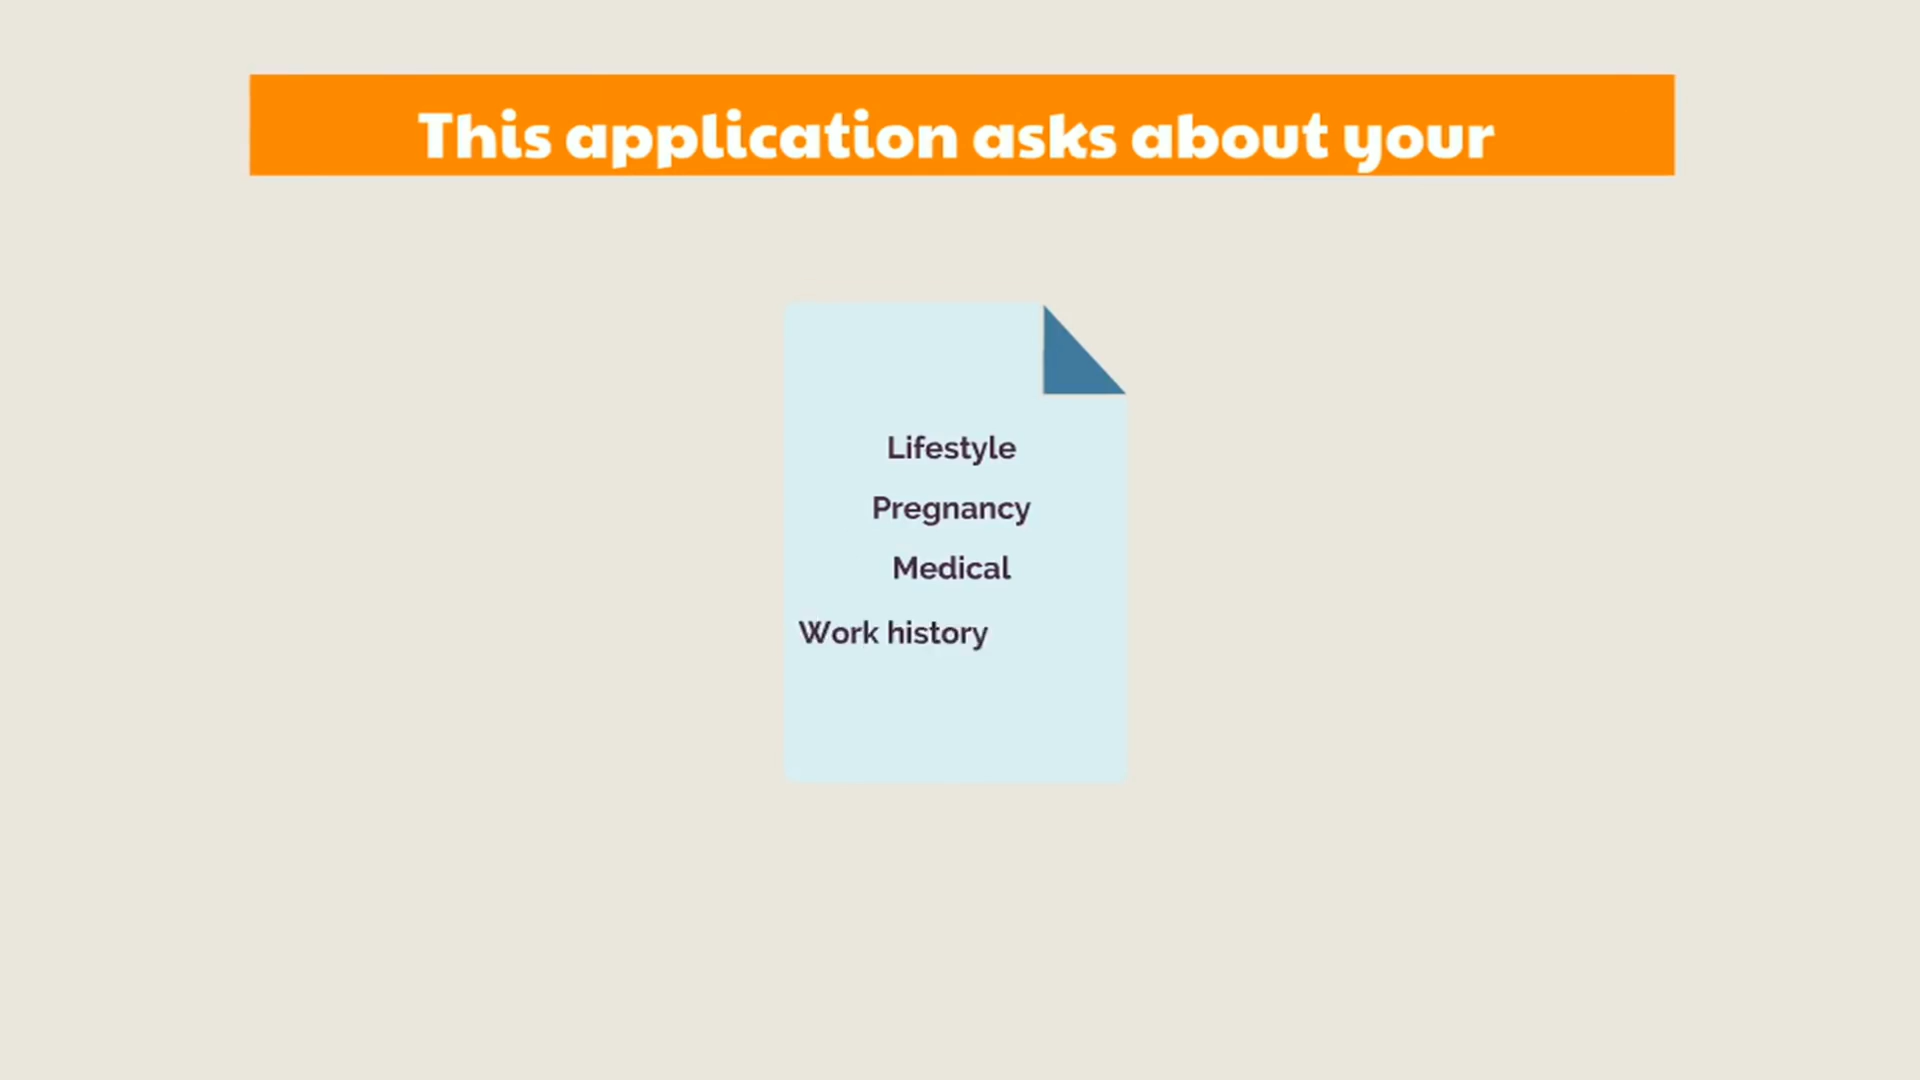 This application asks about your
Lifestyle
Pregnancy
Medical
Work history